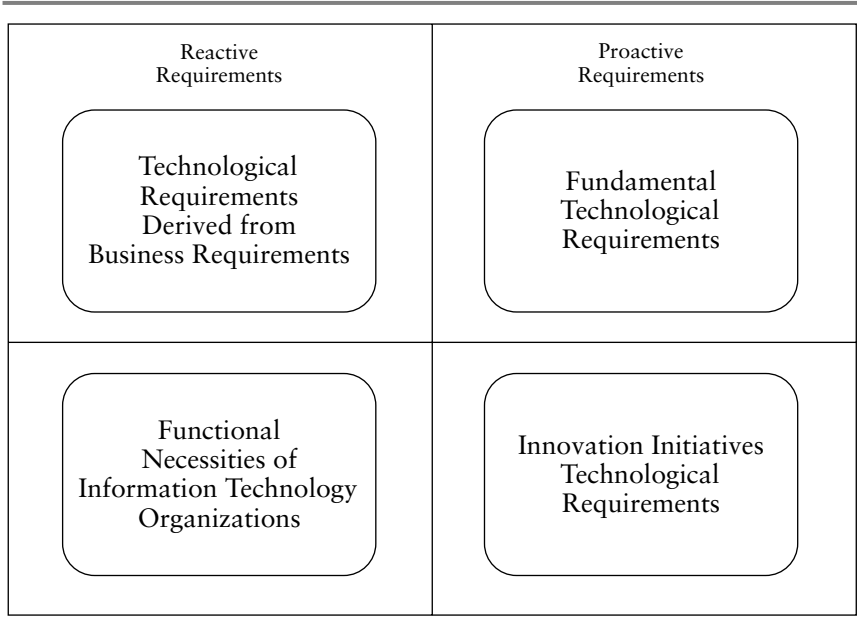 Reactive
Requirements
Proactive
Requirements
Technological
Requirements
Derived from
Business Requirements
Fundamental
Technological
Requirements
Functional
Necessities of
Information Technology
Organizations
Innovation Initiatives
Technological
Requirements